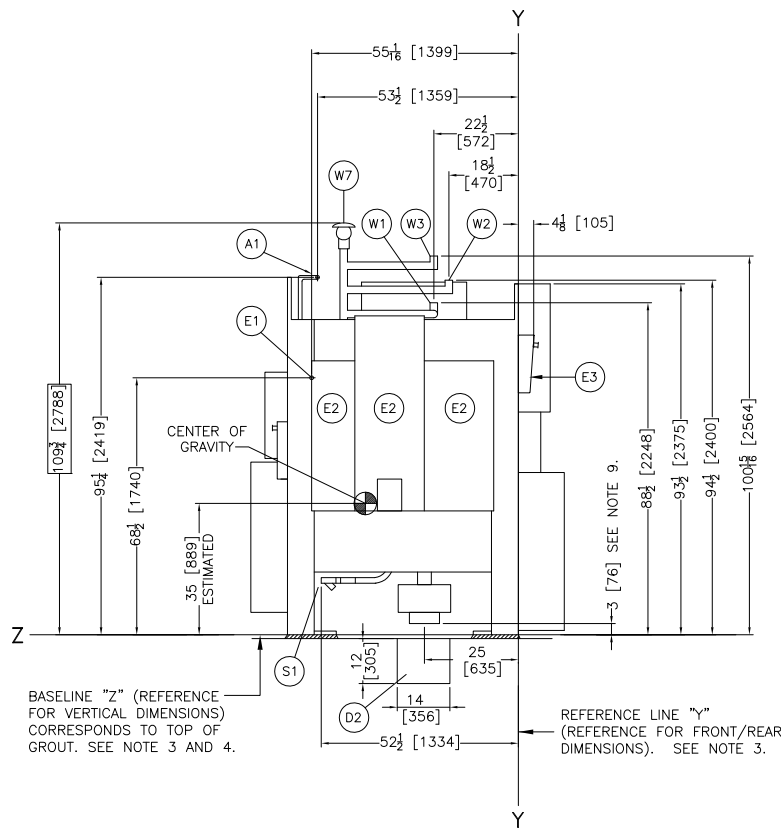 Y
55 1/16 [1399]
53 1/2 [1359]
22 1/2
[572]
18 1/2
[470]
W7
W1
W3
W2
4 1/8 [105]
A1
E1
E3
E2
E2
E2
CENTER OF
GRAVITY
109 3/4 [2788]
95 1/4 [2419]
68 1/2 [1740]
35 [889]
ESTIMATED
3 [76] SEE NOTE 9.
88 1/2 [2248]
93 1/2 [2375]
94 1/2 [2400]
100 15/16 [2564]
Z
S1
12
[305]
25
[635]
D2
14
[356]
52 1/2 [1334]
BASELINE "Z" (REFERENCE
FOR VERTICAL DIMENSIONS)
CORRESPONDS TO TOP OF
GROUT. SEE NOTE 3 AND 4.
REFERENCE LINE "Y"
(REFERENCE FOR FRONT/REAR
DIMENSIONS). SEE NOTE 3.
Y